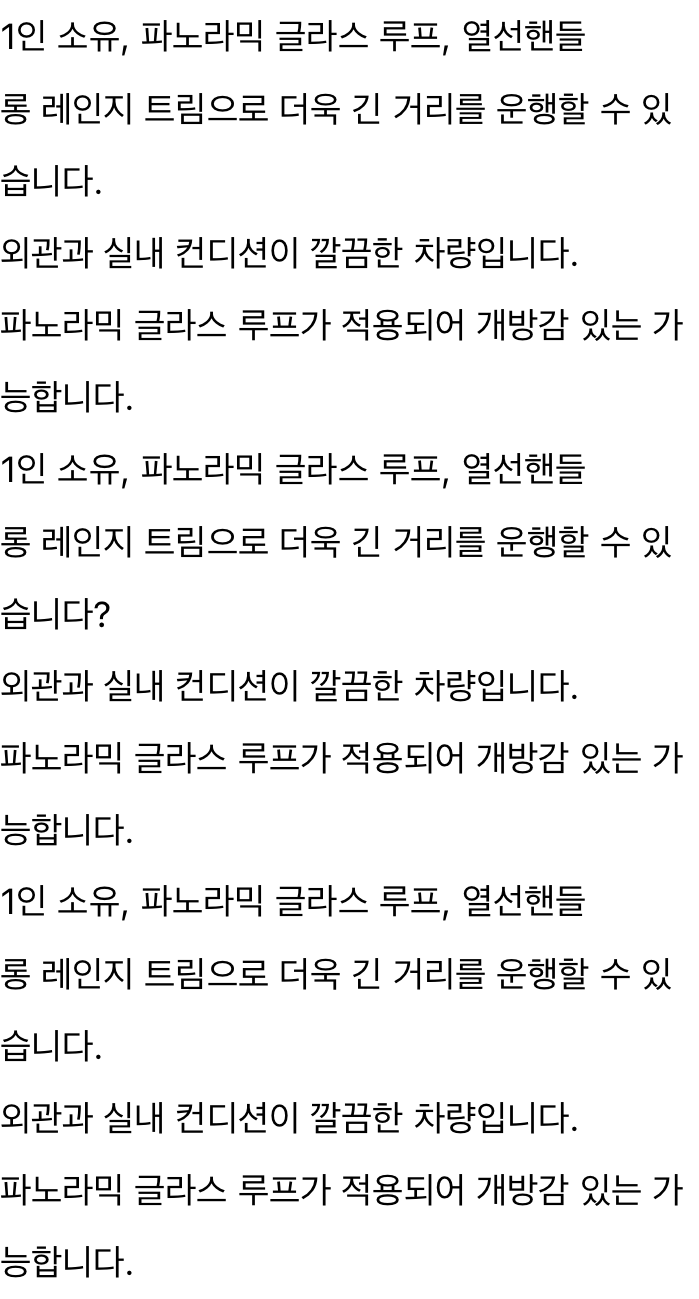 1인 소유, 파노라믹 글라스 루프, 열선핸들
롱 레인지 트림으로 더욱 긴 거리를 운행할 수 있
습니다.
외관과 실내 컨디션이 깔끔한 차량입니다.
파노라믹 글라스 루프가 적용되어 개방감 있는 가
능합니다.
1인 소유, 파노라믹 글라스 루프, 열선핸들
롱 레인지 트림으로 더욱 긴 거리를 운행할 수 있
습니다?
외관과 실내 컨디션이 깔끔한 차량입니다.
파노라믹 글라스 루프가 적용되어 개방감 있는 가
능합니다.
1인 소유, 파노라믹 글라스 루프, 열선핸들
롱 레인지 트림으로 더욱 긴 거리를 운행할 수 있
습니다.
외관과 실내 컨디션이 깔끔한 차량입니다.
파노라믹 글라스 루프가 적용되어 개방감 있는 가
능합니다.